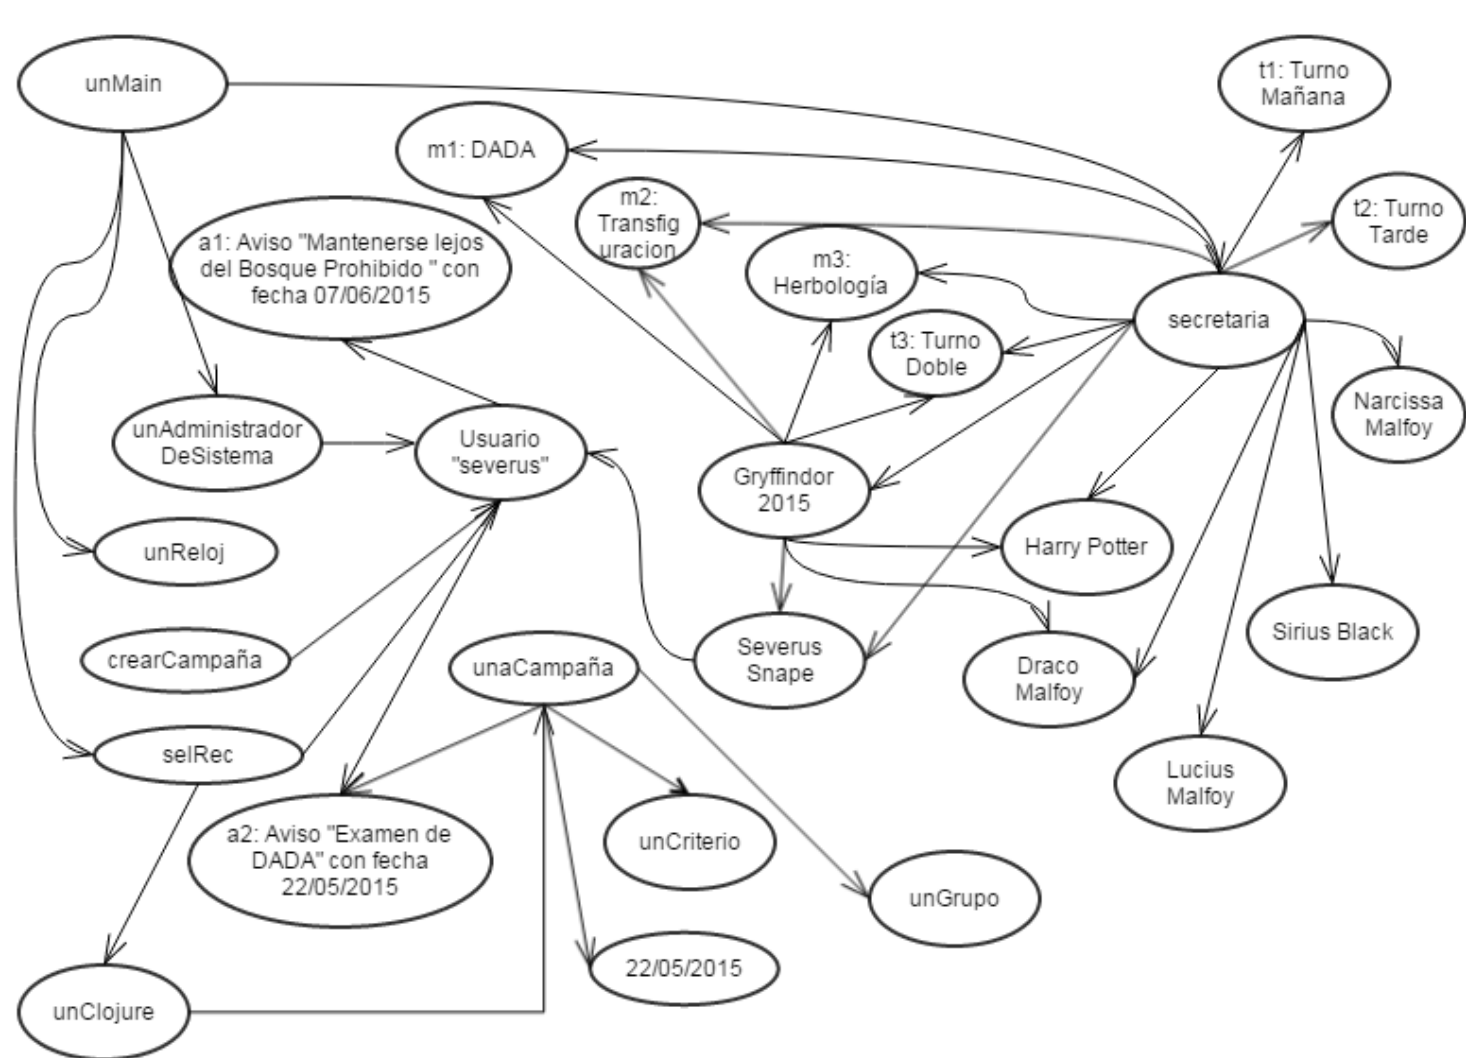 unMain
t1: Turno
Mañana
m1: DADA
m2:
Transfig
uracion
t2: Turno
Tarde
a1: Aviso "Mantenerse lejos
del Bosque Prohibido " con
fecha 07/06/2015
m3:
Herbología
secretaria
t3: Turno
Doble
Narcissa
Malfoy
unAdministrador
DeSistema
Usuario
"severus"
Gryffindor
2015
unReloj
Harry Potter
Sirius Black
crearCampaña
unaCampaña
Severus
Snape
Draco
Malfoy
selRec
Lucius
Malfoy
a2: Aviso "Examen de
DADA" con fecha
22/05/2015
unCriterio
unGrupo
22/05/2015
unClojure